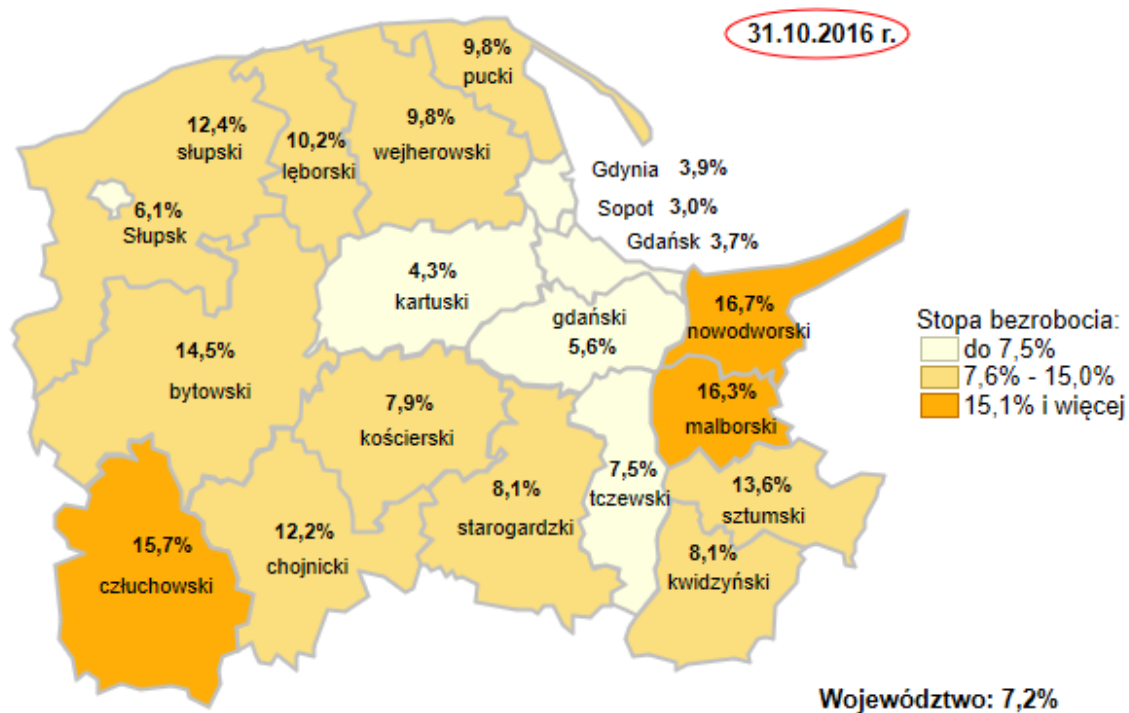 31.10.2016 r.
9,8%
pucki
12,4%
słupski
10,2%
lęborski
9,8%
wejherowski
Gdynia 3,9%
Sopot 3,0%
Gdańsk 3,7%
6,1%
Słupsk
4,3%
kartuski
gdański
5,6%
16,7%
nowodworski
Stopa bezrobocia:
do 7,5%
7,6% - 15,0%
15,1% i więcej
14,5%
bytowski
7,9%
kościerski
16,3%
malborski
7,5%
tczewski
8,1%
starogardzki
13,6%
sztumski
15,7%
człuchowski
12,2%
chojnicki
8,1%
kwidzyński
Województwo: 7,2%